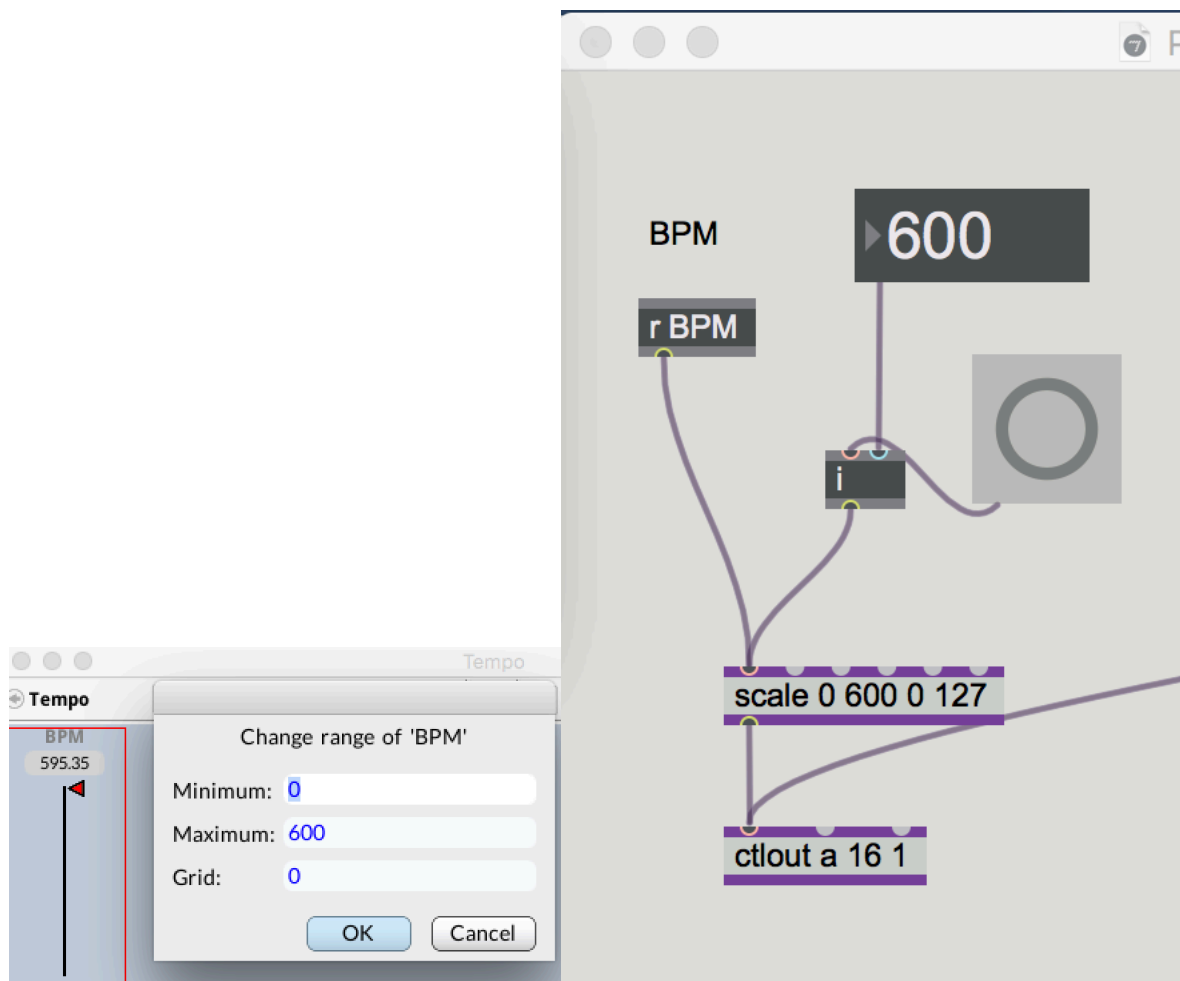 Tempo
Tempo
BPM
595.35
Change range of 'BPM'
Minimum: 0
Maximum: 600
Grid: 0
OK Cancel
BPM
600
r BPM
i
scale 0 600 0 127
ctlout a 16 1